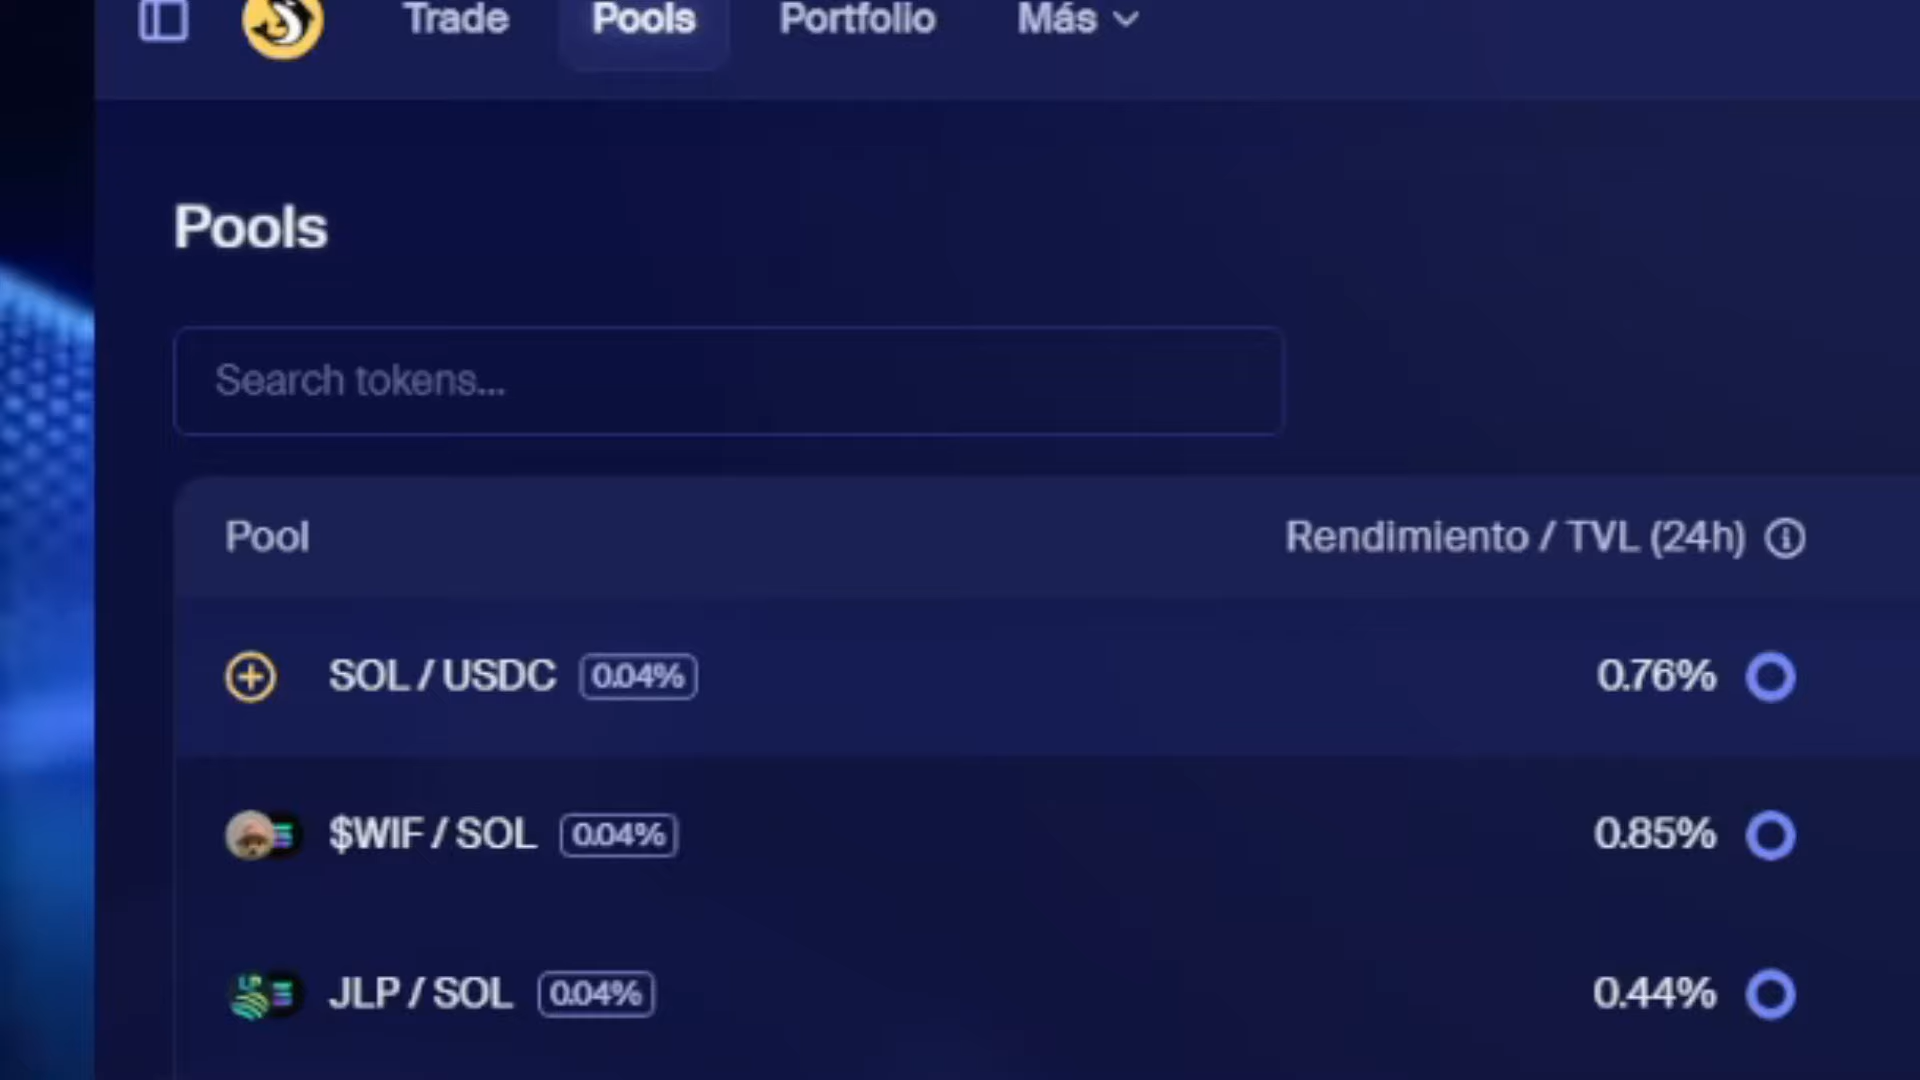 Trade Pools Portfolio Más
Pools
Search tokens...
Pool Rendimiento / TVL (24h)
SOL / USDC 0.04% 0.76%
$WIF / SOL 0.04% 0.85%
JLP / SOL 0.04% 0.44%